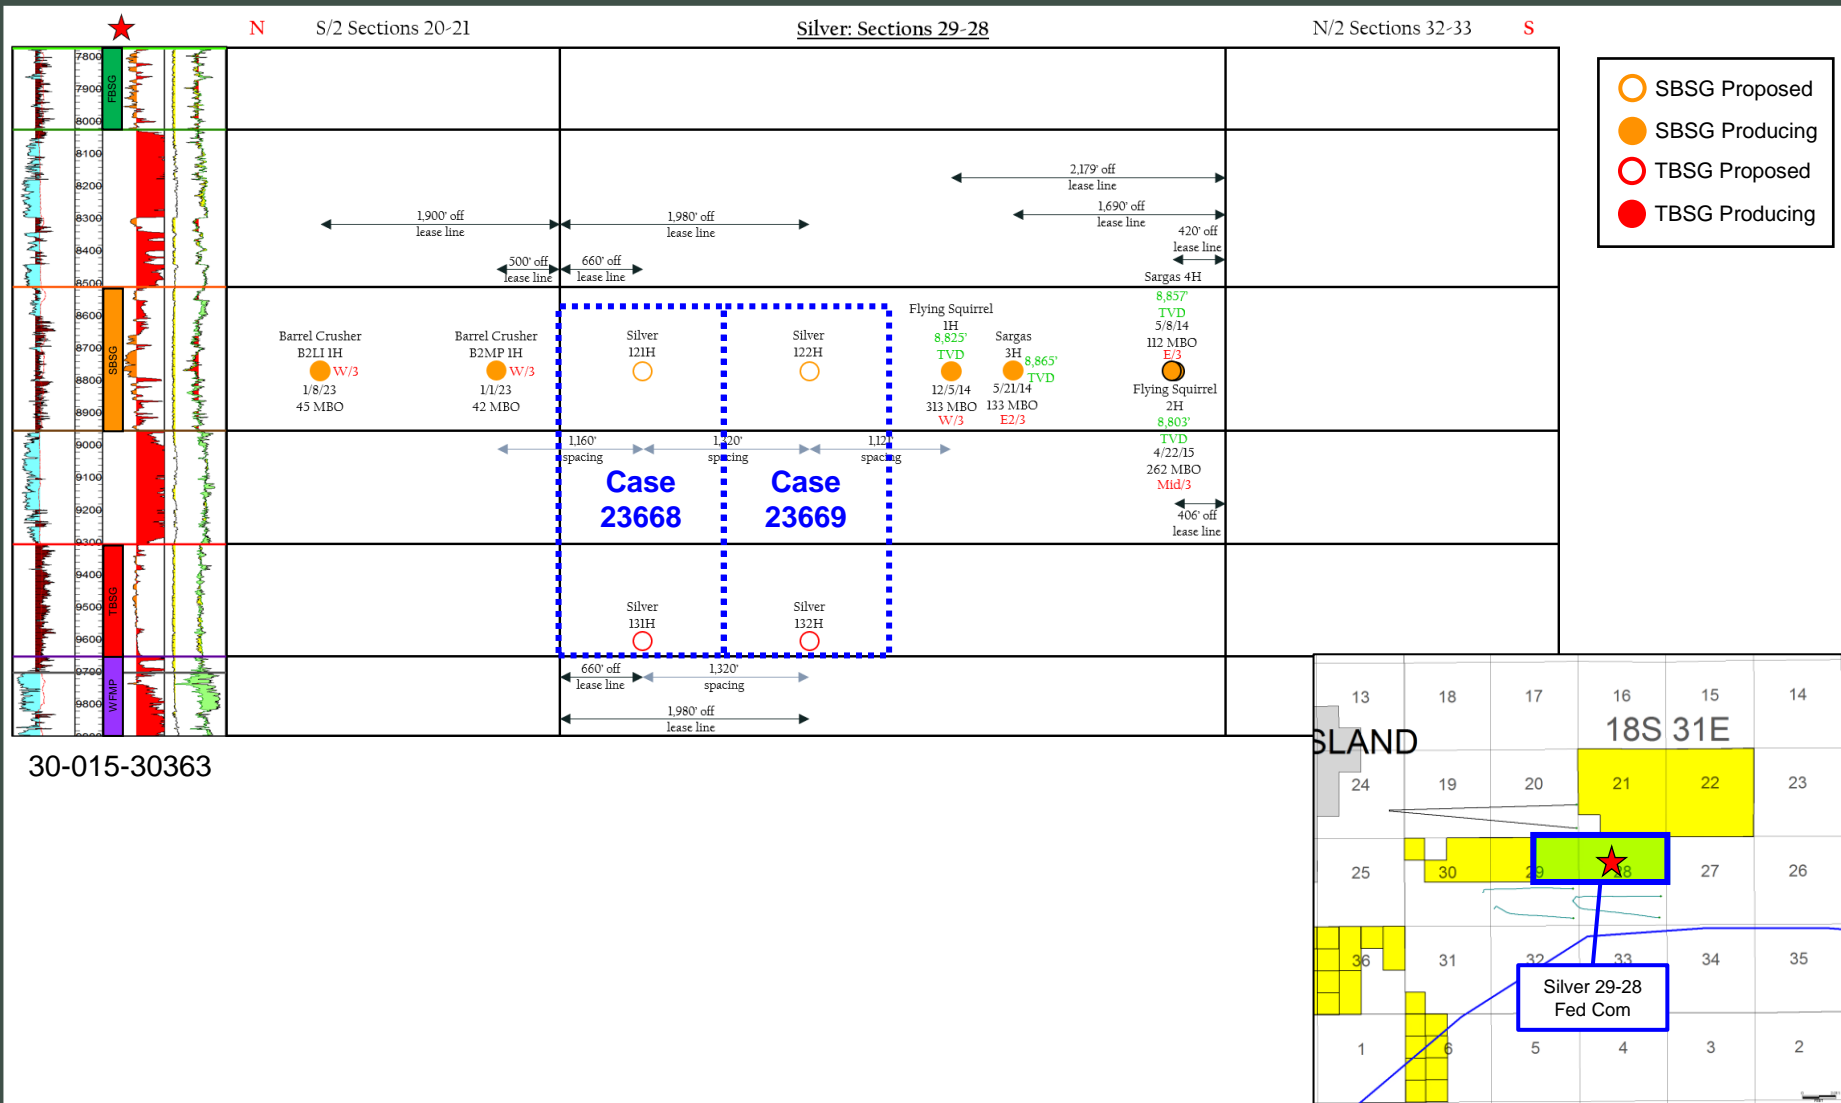 N
S/2 Sections 20-21
Silver: Sections 29-28
N/2 Sections 32-33
S
SBSG Proposed
SBSG Producing
TBSG Proposed
TBSG Producing
7800
7900
8000
8100
8200
8300
8400
8500
8600
8700
8800
8900
9000
9100
9200
9300
9400
9500
9600
9700
9800
FBSG
SBSG
TBSG
WFMP
2,179' off
lease line
1,900' off
lease line
1,980' off
lease line
1,690' off
lease line
420' off
lease line
500' off
lease line
660' off
lease line
Barrel Crusher
B2LI 1H
W/3
1/8/23
45 MBO
Barrel Crusher
B2MP 1H
W/3
1/1/23
42 MBO
Silver
121H
Silver
122H
Flying Squirrel
1H
8,825'
TVD
12/5/14
313 MBO
W/3
Sargas
3H
8,865'
TVD
5/21/14
133 MBO
E2/3
Sargas 4H
8,857'
TVD
5/8/14
112 MBO
E/3
Flying Squirrel
2H
8,803'
TVD
4/22/15
262 MBO
Mid/3
406' off
lease line
1,160'
spacing
1,320'
spacing
1,121'
spacing
Case
23668
Case
23669
Silver
131H
Silver
132H
660' off
lease line
1,320'
spacing
1,980' off
lease line
30-015-30363
13 18 17 16 15 14
18S 31E
SLAND
24 19 20 21 22 23
25 30 29 28 27 26
36 31 32 33 34 35
Silver 29-28
Fed Com
1 6 5 4 3 2